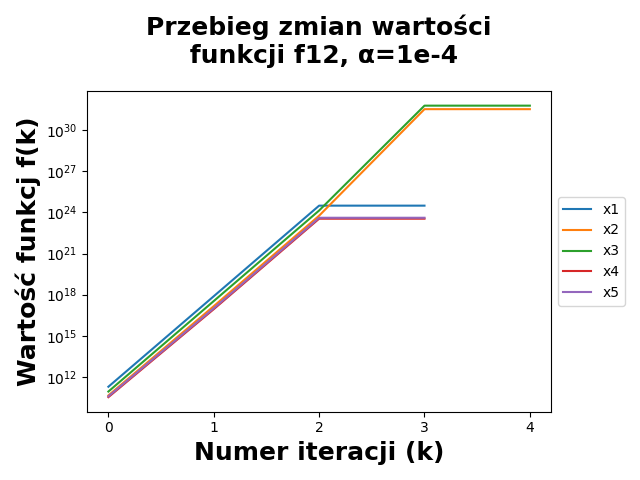 Przebieg zmian wartości
funkcji f12, α=1e-4
Wartość funkcj f(k)
10^30
10^27
10^24
10^21
10^18
10^15
10^12
0 1 2 3 4
Numer iteracji (k)
x1
x2
x3
x4
x5